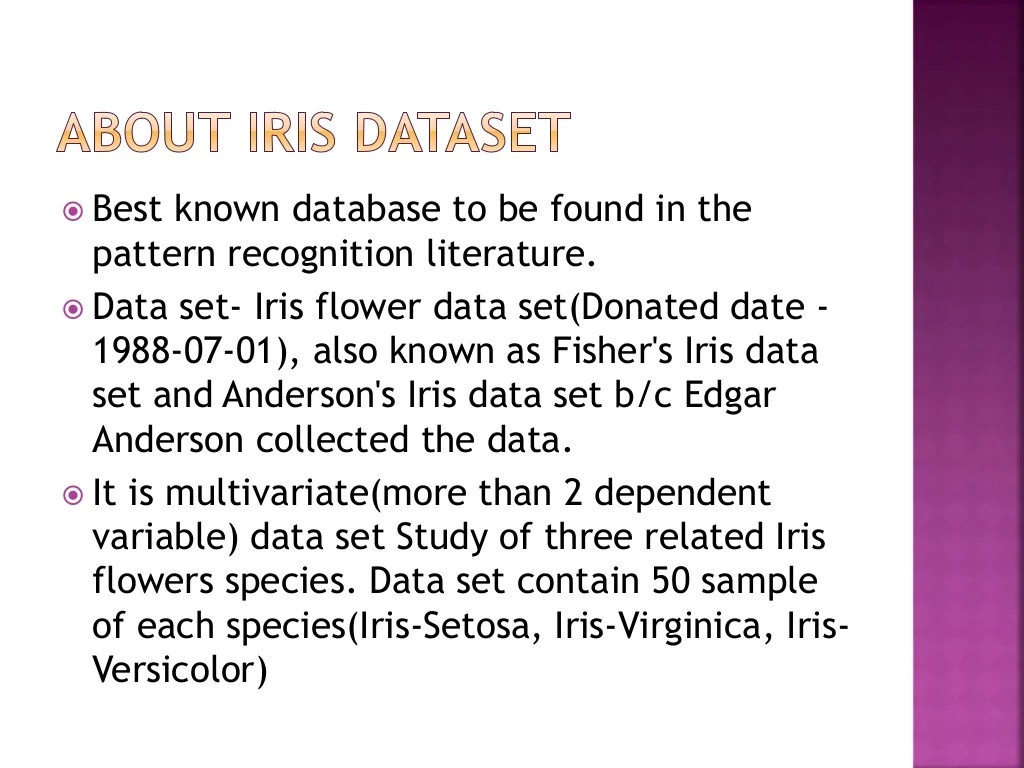 ABOUT IRIS DATASET
Best known database to be found in the
pattern recognition literature.
Data set- Iris flower data set(Donated date -
1988-07-01), also known as Fisher's Iris data
set and Anderson's Iris data set b/c Edgar
Anderson collected the data.
It is multivariate(more than 2 dependent
variable) data set Study of three related Iris
flowers species. Data set contain 50 sample
of each species(Iris-Setosa, Iris-Virginica, Iris-
Versicolor)